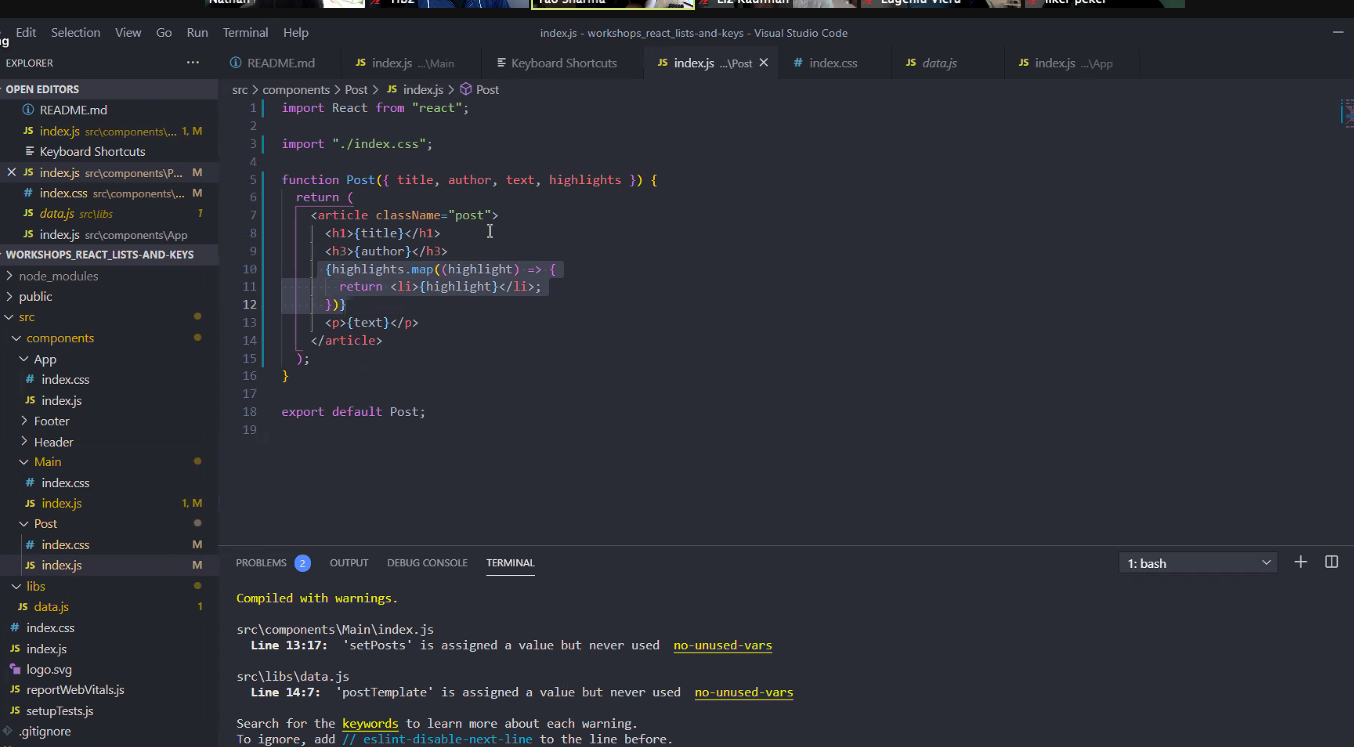 Nathan
Yao Sharma
Liz Kaufman
Eugeniu Vieru
ilker peker
Edit Selection View Go Run Terminal Help
index.js - workshops_react_lists-and-keys - Visual Studio Code
EXPLORER ...
README.md
index.js ...\Main
Keyboard Shortcuts
index.js ...\Post
# index.css
JS data.js
JS index.js ...\App
OPEN EDITORS
README.md
JS index.js src\components\... 1, M
Keyboard Shortcuts
JS index.js src\components\P... M
# index.css src\components\... M
JS data.js src\libs 1
JS index.js src\components\App
WORKSHOPS_REACT_LISTS-AND-KEYS
node_modules
public
src
components
App
# index.css
JS index.js
Footer
Header
Main
# index.css
JS index.js 1, M
Post
# index.css M
JS index.js M
libs
JS data.js 1
# index.css
JS index.js
logo.svg
JS reportWebVitals.js
JS setupTests.js
.gitignore
src > components > Post > JS index.js > Post
1 import React from "react";
2
3 import "./index.css";
4
5 function Post({ title, author, text, highlights }) {
6 return (
7 <article className="post">
8 <h1>{title}</h1>
9 <h3>{author}</h3>
10 {highlights.map((highlight) => {
11 return <li>{highlight}</li>;
12 })}
13 <p>{text}</p>
14 </article>
15 );
16 }
17
18 export default Post;
19
PROBLEMS 2 OUTPUT DEBUG CONSOLE TERMINAL
1: bash
Compiled with warnings.
src\components\Main\index.js
Line 13:17: 'setPosts' is assigned a value but never used no-unused-vars
src\libs\data.js
Line 14:7: 'postTemplate' is assigned a value but never used no-unused-vars
Search for the keywords to learn more about each warning.
To ignore, add // eslint-disable-next-line to the line before.